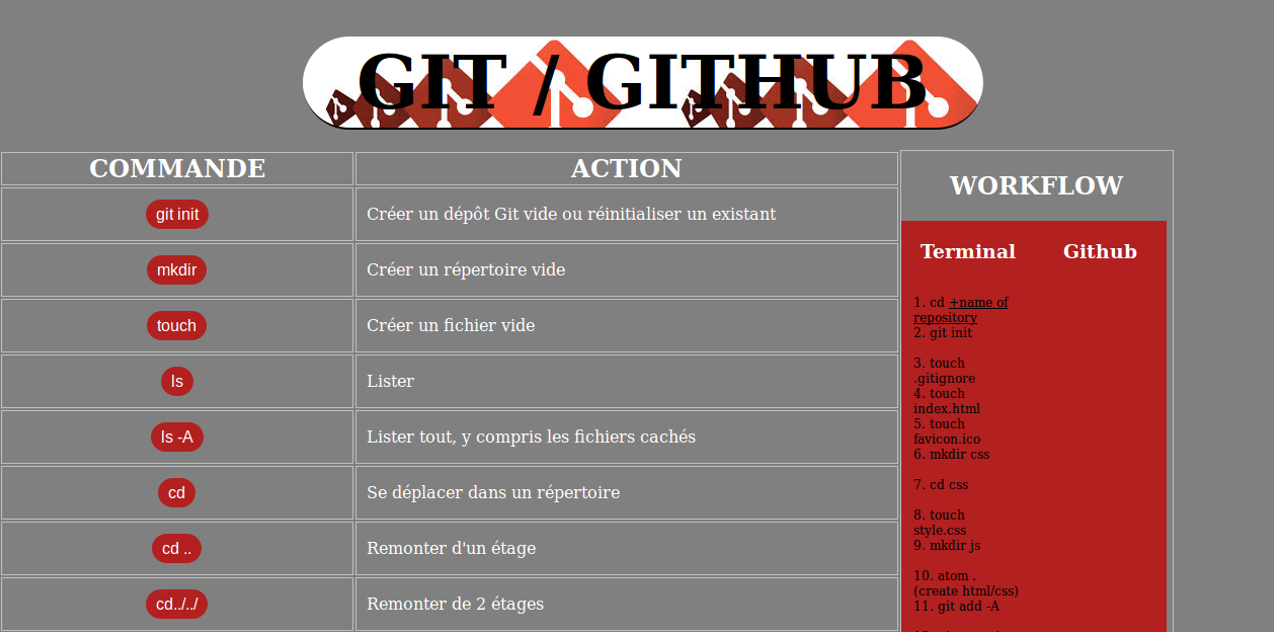 GIT / GITHUB
COMMANDE
ACTION
git init
Créer un dépôt Git vide ou réinitialiser un existant
mkdir
Créer un répertoire vide
touch
Créer un fichier vide
ls
Lister
ls -A
Lister tout, y compris les fichiers cachés
cd
Se déplacer dans un répertoire
cd ..
Remonter d'un étage
cd../../
Remonter de 2 étages
WORKFLOW
Terminal
Github
1. cd +name of
repository
2. git init
3. touch
.gitignore
4. touch
index.html
5. touch
favicon.ico
6. mkdir css
7. cd css
8. touch
style.css
9. mkdir js
10. atom .
(create html/css)
11. git add -A